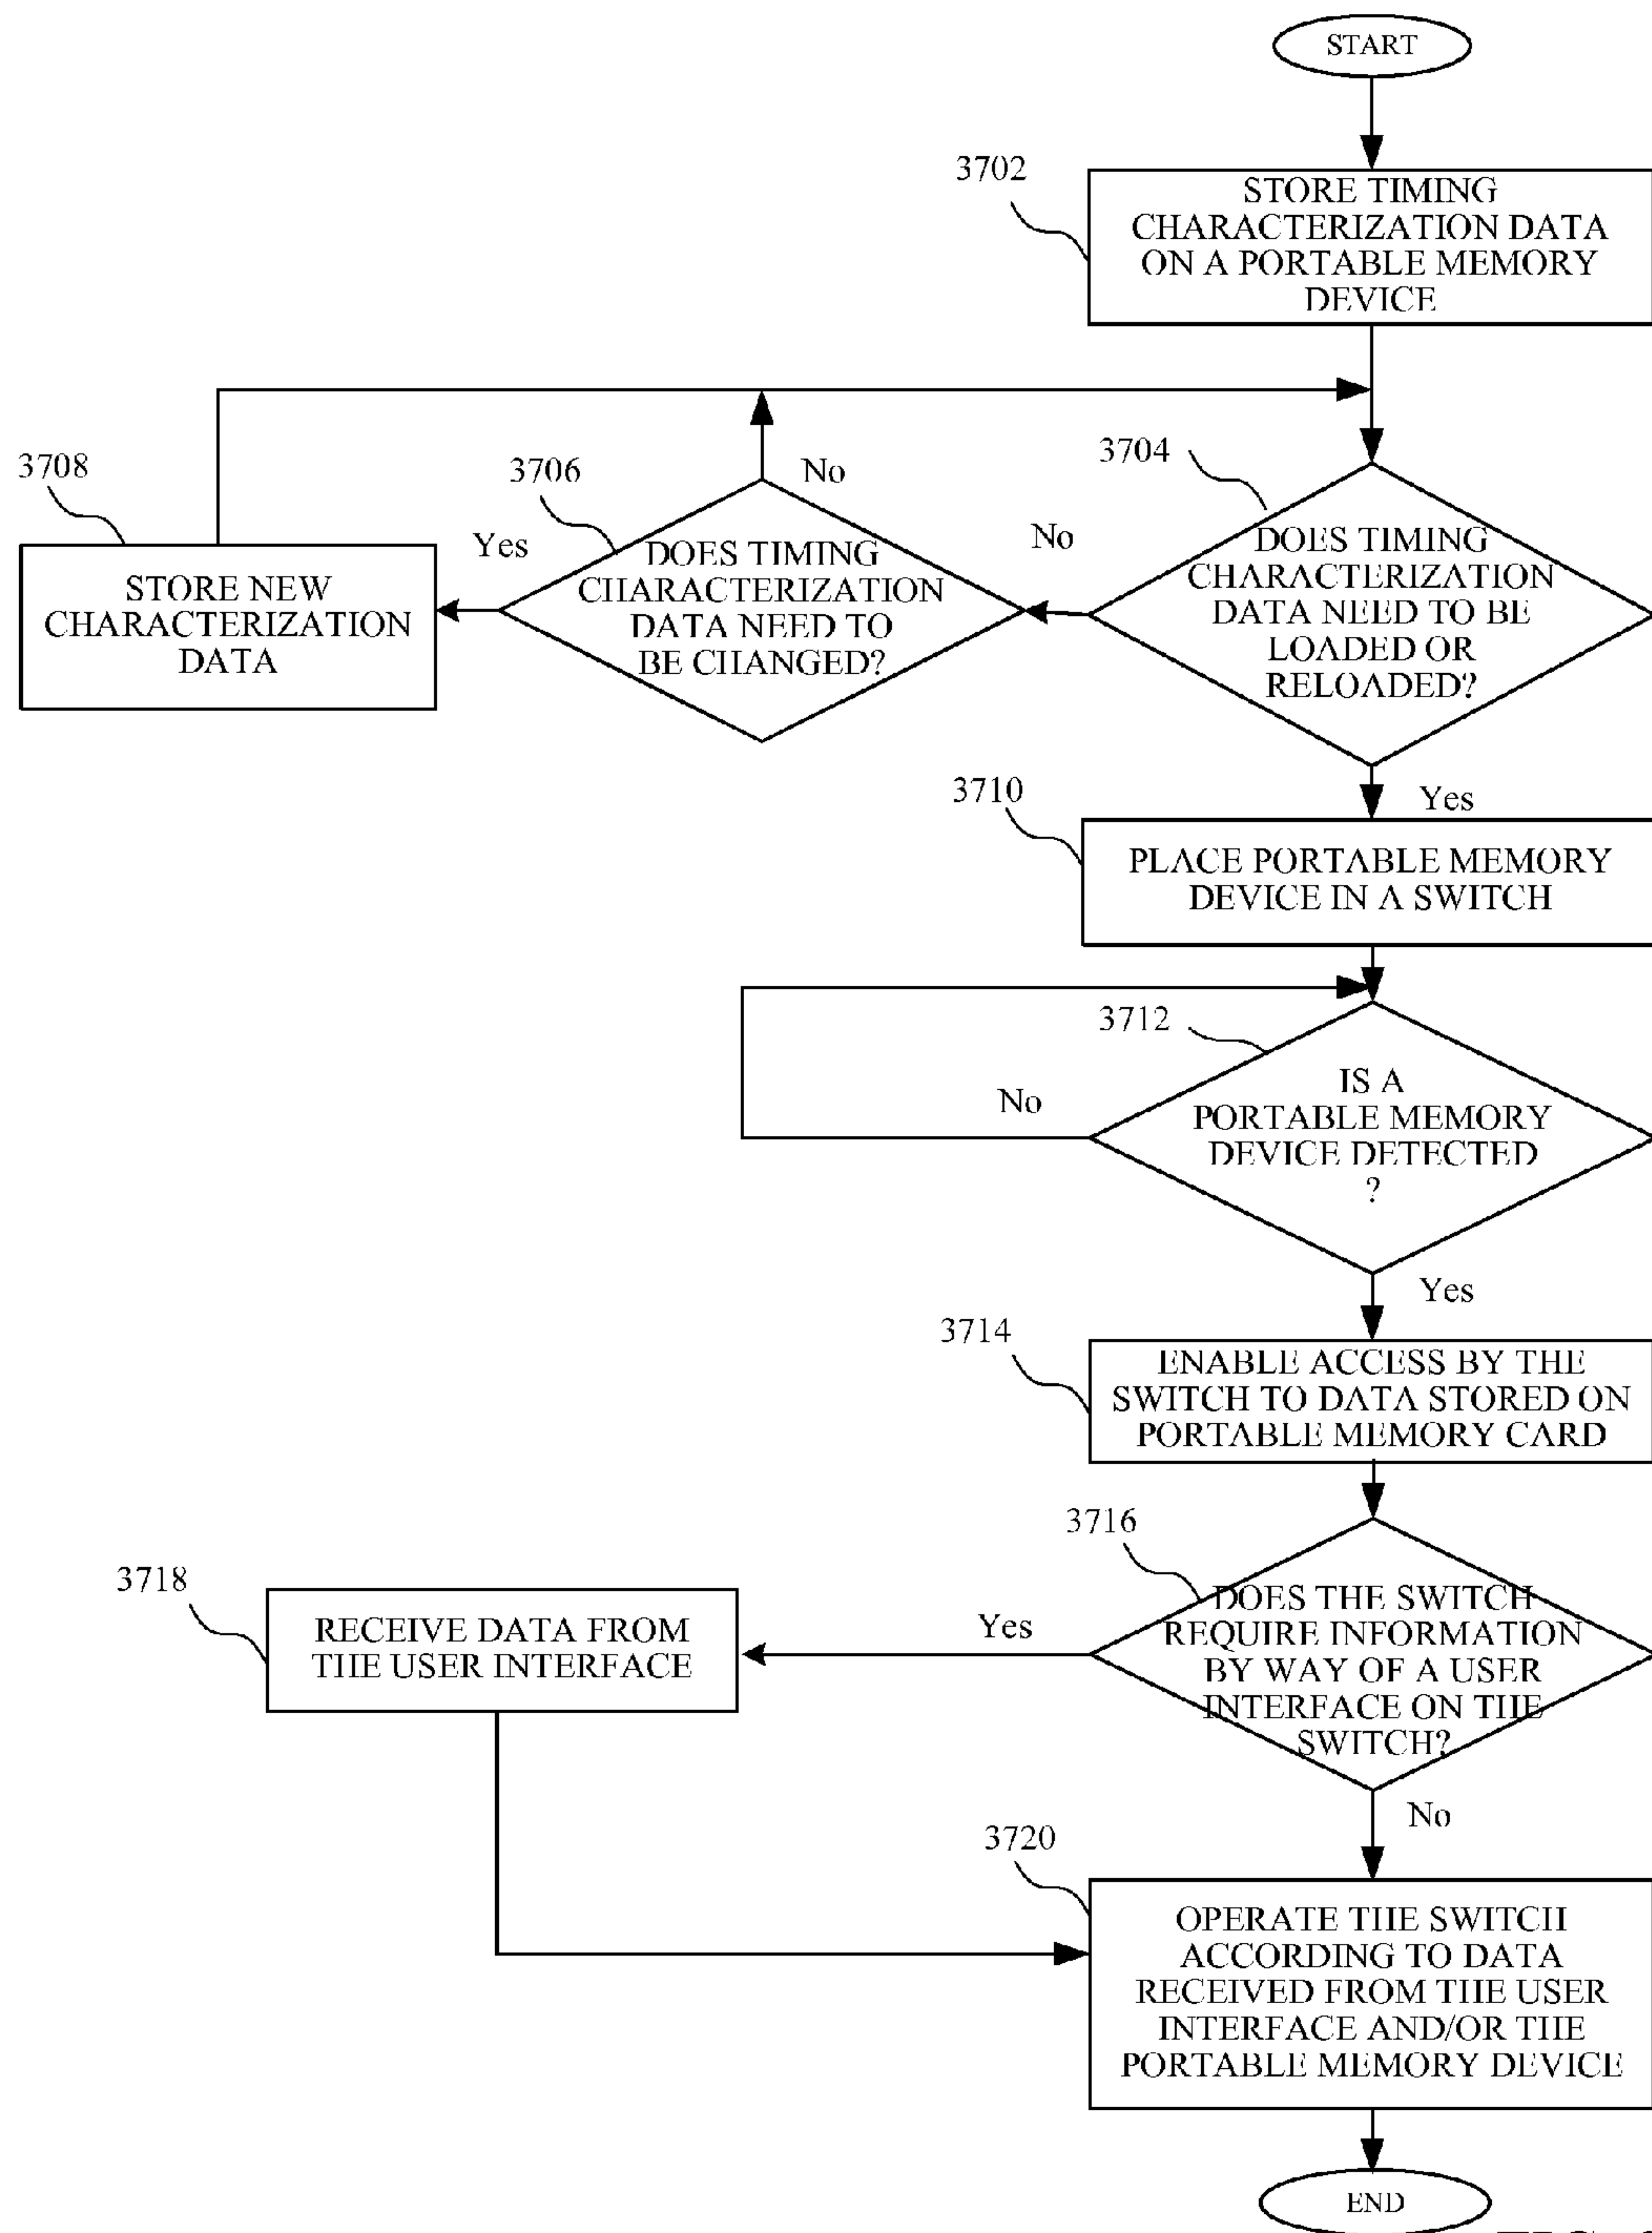 START
3702
STORE TIMING
CHARACTERIZATION DATA
ON A PORTABLE MEMORY
DEVICE
3704
No
DOES TIMING
CHARACTERIZATION
DATA NEED TO BE
LOADED OR
RELOADED?
3706
No
DOES TIMING
CHARACTERIZATION
DATA NEED TO
BE CHANGED?
3708
Yes
STORE NEW
CHARACTERIZATION
DATA
Yes
3710
PLACE PORTABLE MEMORY
DEVICE IN A SWITCH
3712
No
IS A
PORTABLE MEMORY
DEVICE DETECTED
?
Yes
3714
ENABLE ACCESS BY THE
SWITCH TO DATA STORED ON
PORTABLE MEMORY CARD
3716
Yes
DOES THE SWITCH
REQUIRE INFORMATION
BY WAY OF A USER
INTERFACE ON THE
SWITCH?
3718
RECEIVE DATA FROM
THE USER INTERFACE
No
3720
OPERATE THE SWITCH
ACCORDING TO DATA
RECEIVED FROM THE USER
INTERFACE AND/OR THE
PORTABLE MEMORY DEVICE
END